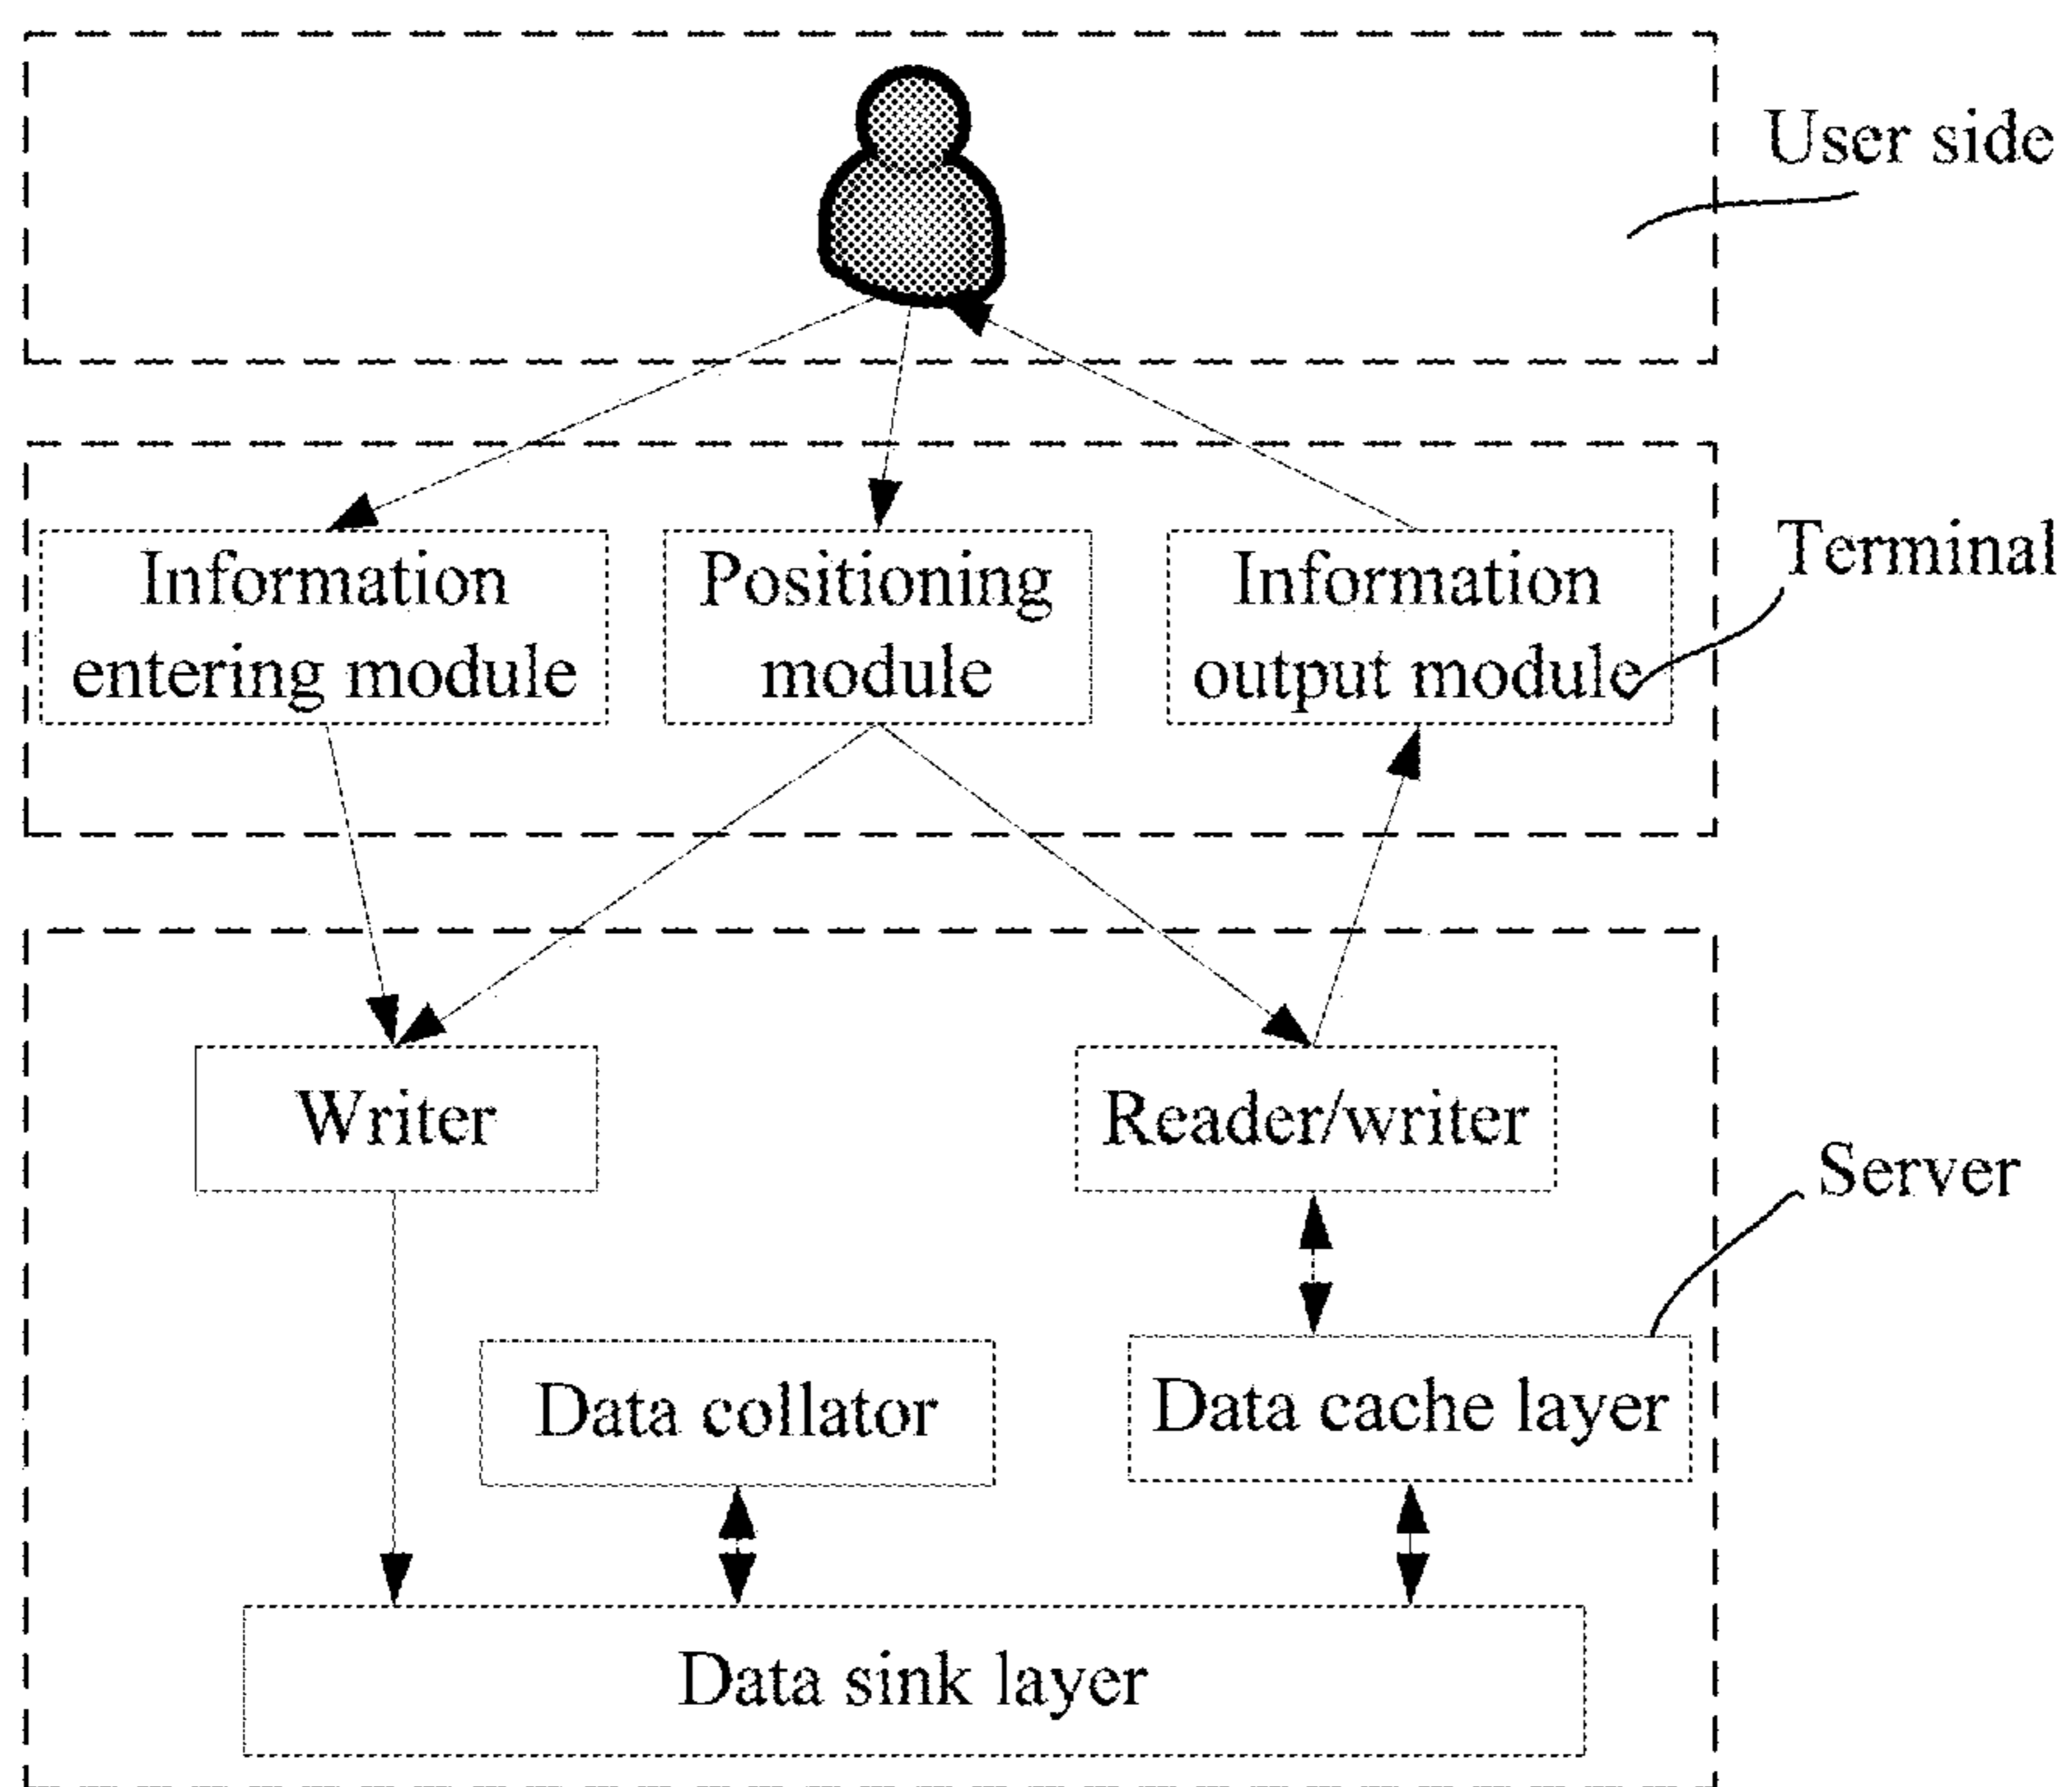 User side
Information
entering module
Positioning
module
Information
output module
Terminal
Writer
Reader/writer
Server
Data collator
Data cache layer
Data sink layer